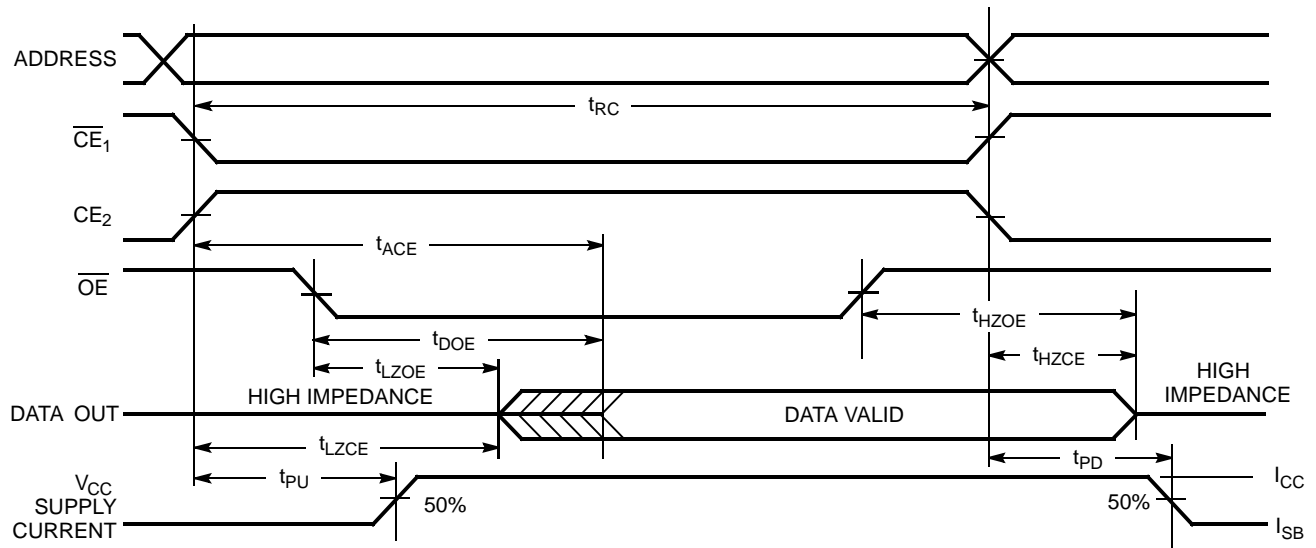 ADDRESS
tRC
CE1
CE2
tACE
OE
tHZOE
tDOE
tHZCE
tLZOE
HIGH IMPEDANCE
HIGH
IMPEDANCE
DATA OUT
DATA VALID
tLZCE
tPU
tPD
VCC
SUPPLY
CURRENT
50%
50%
ICC
ISB